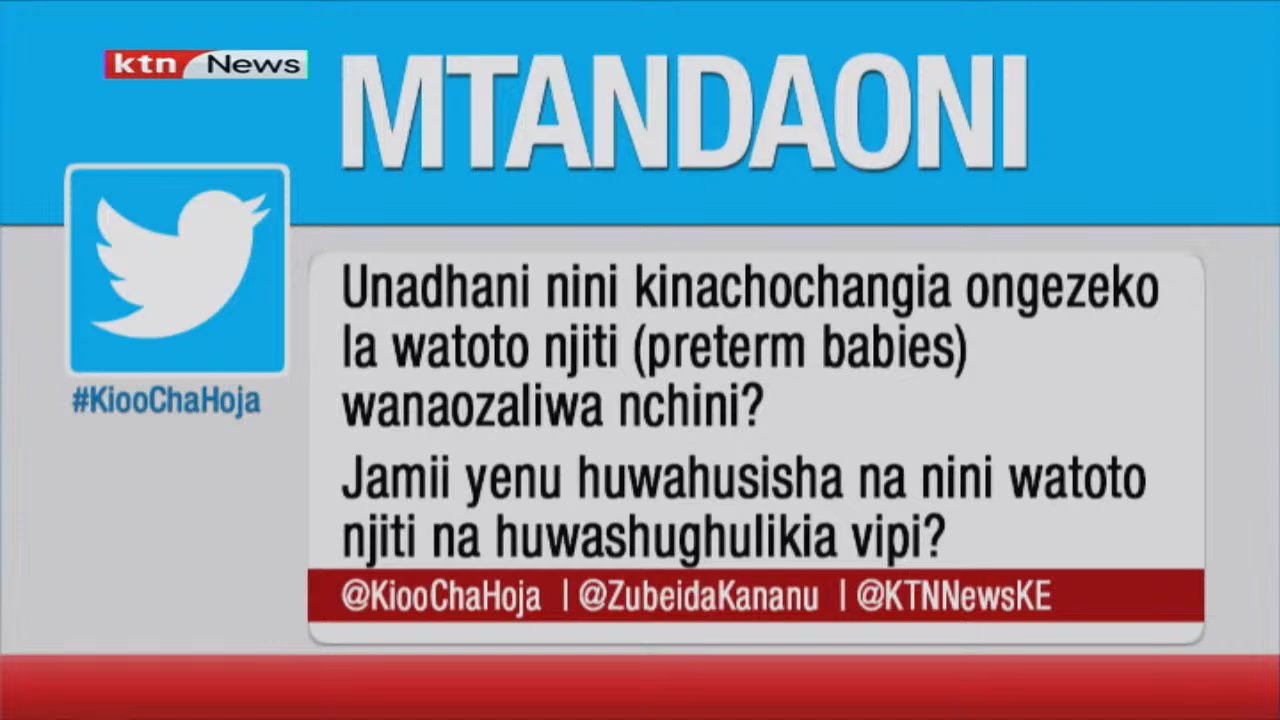 ktn News
MTANDAONI
#KiooChaHoja
Unadhani nini kinachochangia ongezeko
la watoto njiti (preterm babies)
wanaozaliwa nchini?
Jamii yenu huwahusisha na nini watoto
njiti na huwashughulikia vipi?
@KiooChaHoja | @ZubeidaKananu | @KTNNewsKE